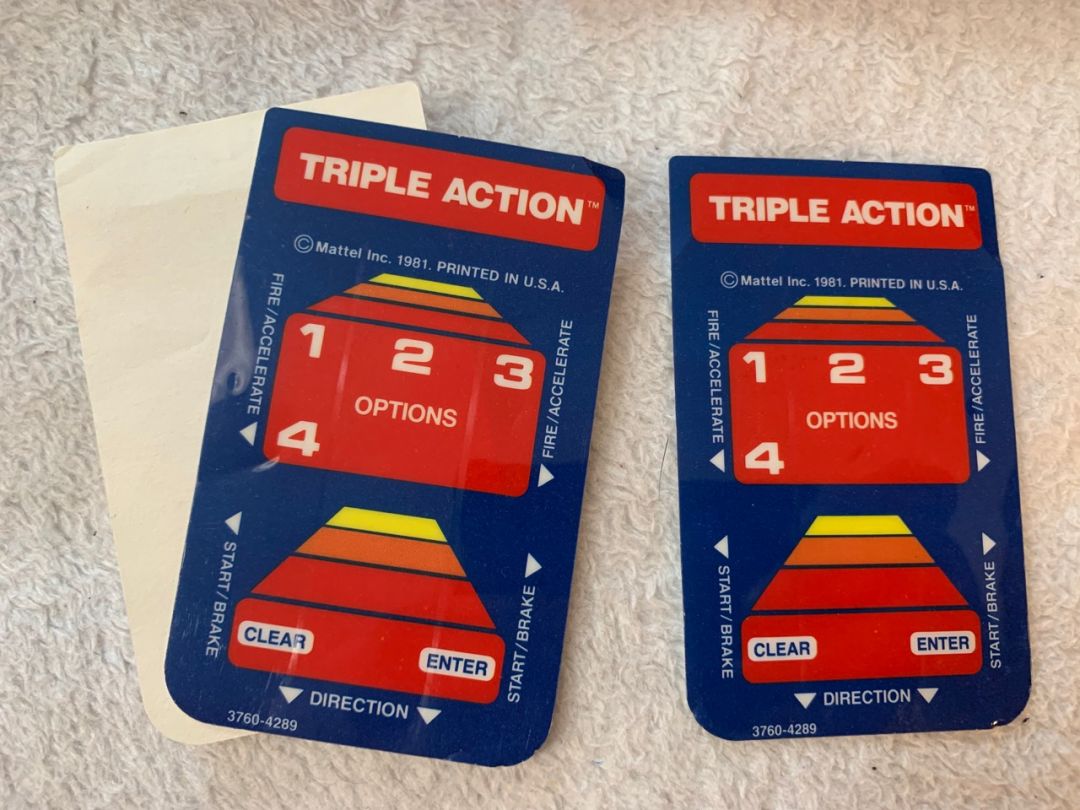 TRIPLE ACTION™
©Mattel Inc. 1981. PRINTED IN U.S.A.
FIRE/ACCELERATE
FIRE/ACCELERATE
1 2 3
OPTIONS
4
START/BRAKE
START/BRAKE
CLEAR ENTER
DIRECTION
3760-4289
TRIPLE ACTION™
©Mattel Inc. 1981. PRINTED IN U.S.A.
FIRE/ACCELERATE
FIRE/ACCELERATE
1 2 3
OPTIONS
4
START/BRAKE
START/BRAKE
CLEAR ENTER
DIRECTION
3760-4289